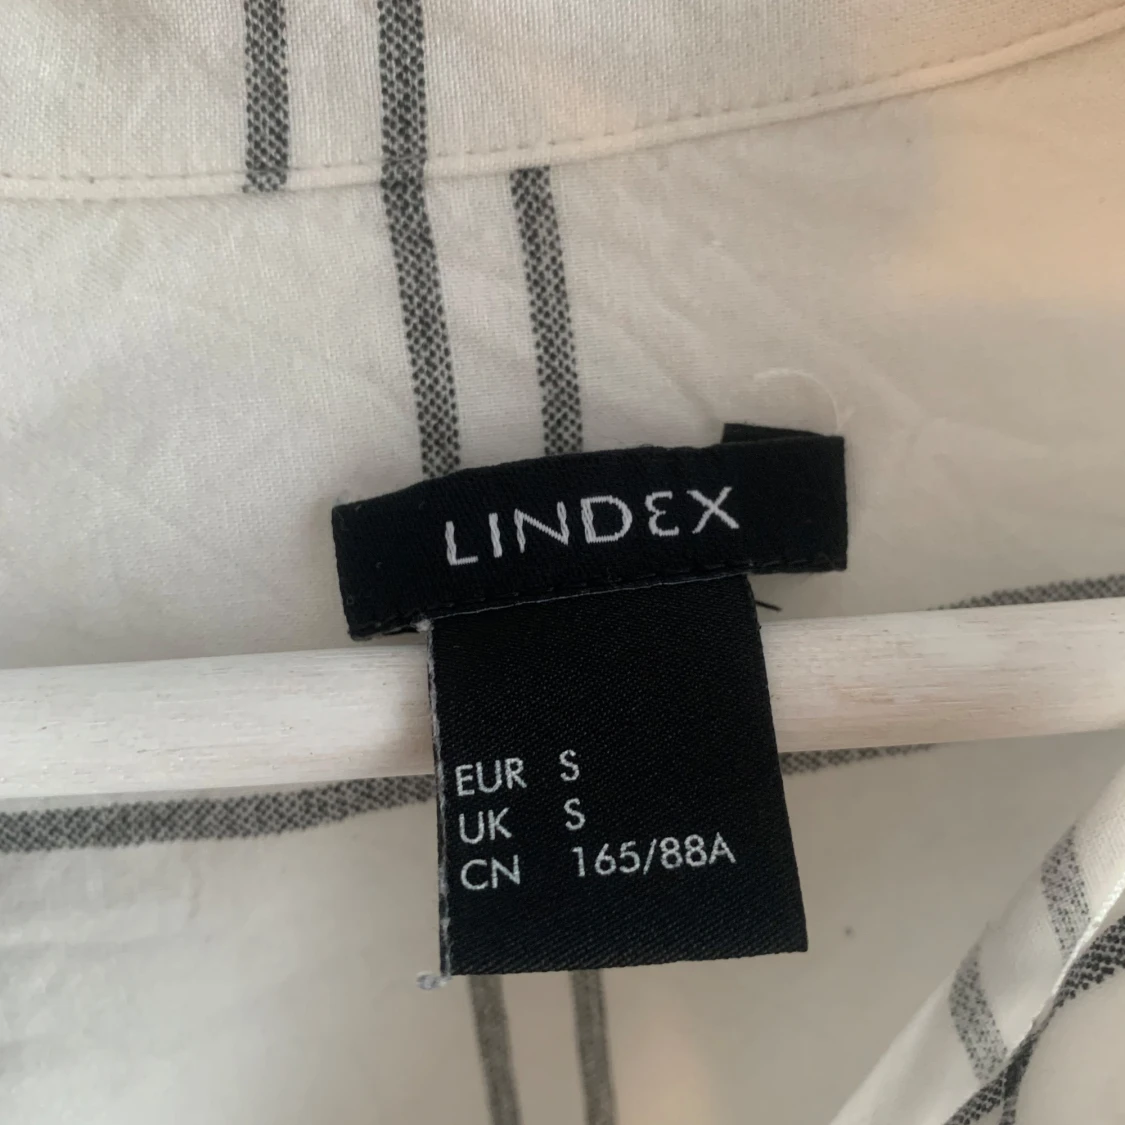 LINDEX
EUR S
UK S
CN 165/88A